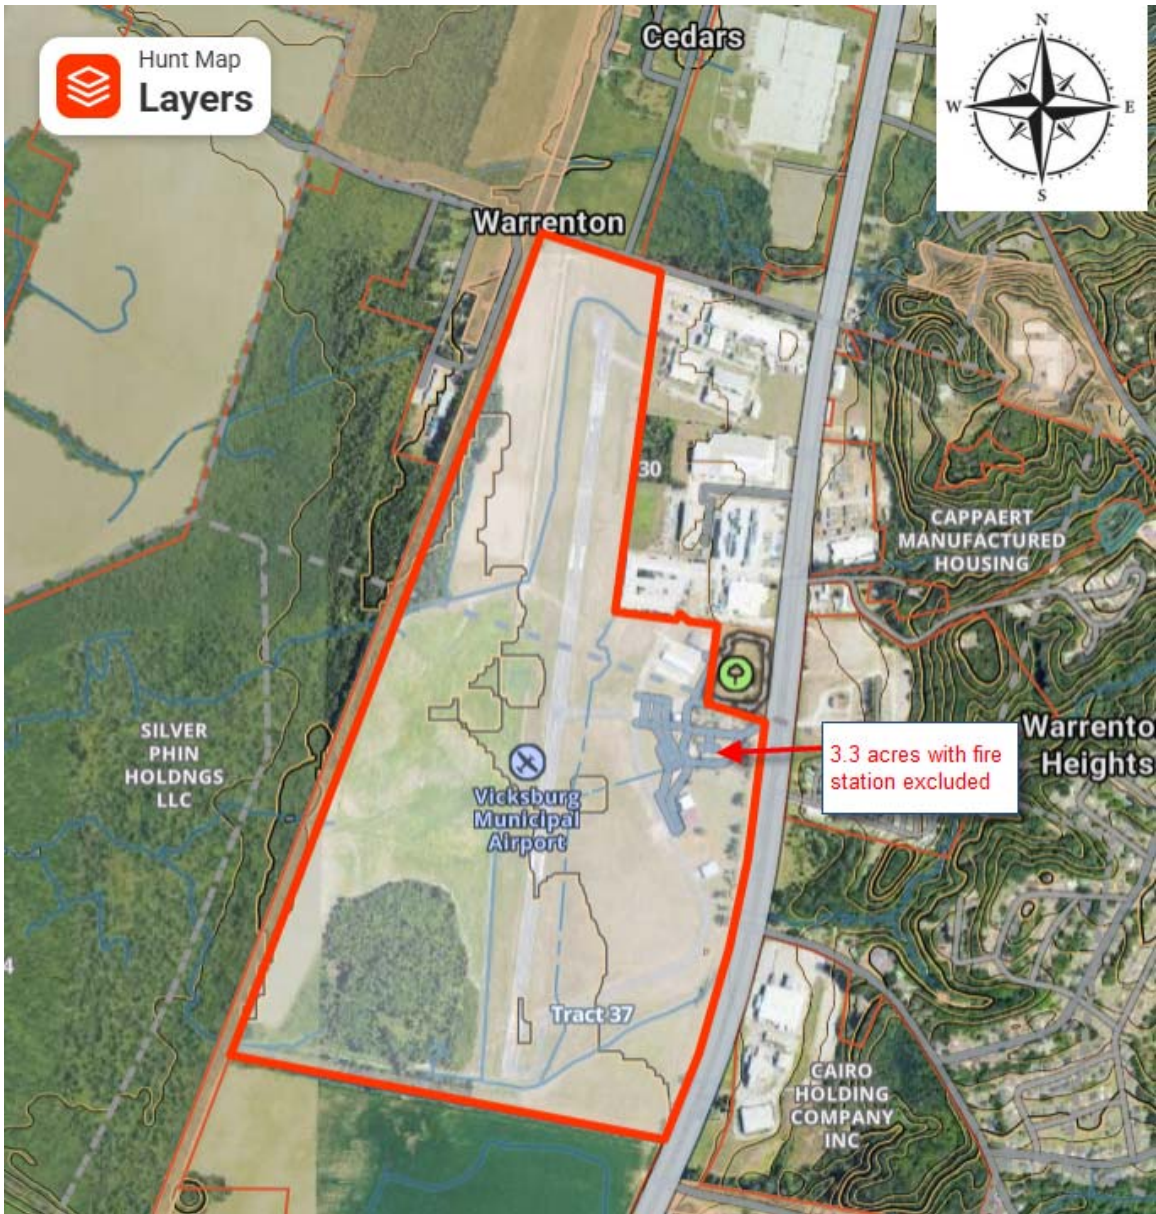 Hunt Map
Layers
Cedars
N
W
E
S
Warrenton
30
CAPPAERT
MANUFACTURED
HOUSING
SILVER
PHIN
HOLDNGS
LLC
Warrento
Heights
3.3 acres with fire
station excluded
Vicksburg
Municipal
Airport
4
Tract 37
CAIRO
HOLDING
COMPANY
INC